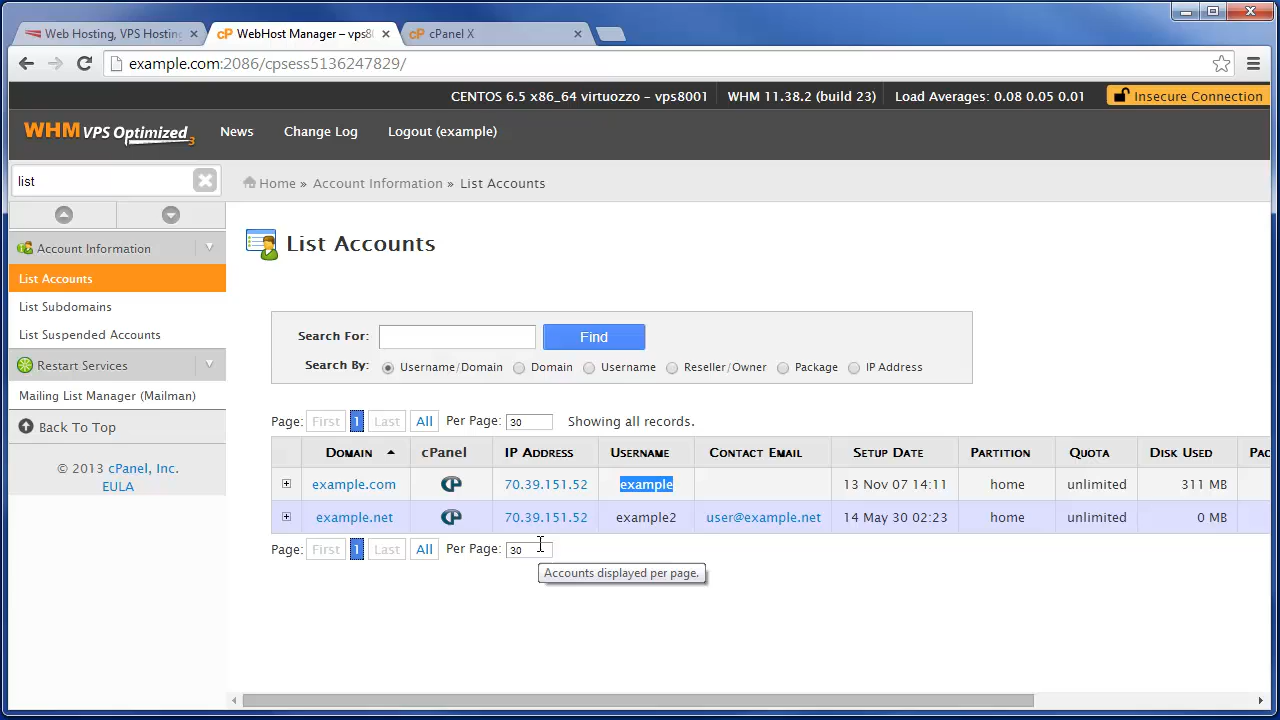 Web Hosting, VPS Hosting
WebHost Manager – vps8
cPanel X
example.com:2086/cpsess5136247829/
CENTOS 6.5 x86_64 virtuozzo – vps8001
WHM 11.38.2 (build 23)
Load Averages: 0.08 0.05 0.01
Insecure Connection
WHM VPS Optimized 3
News
Change Log
Logout (example)
list
Home » Account Information » List Accounts
Account Information
List Accounts
List Subdomains
List Suspended Accounts
Restart Services
Mailing List Manager (Mailman)
Back To Top
© 2013 cPanel, Inc.
EULA
List Accounts
Search For:
Find
Search By: Username/Domain Domain Username Reseller/Owner Package IP Address
Page: First 1 Last All Per Page: 30 Showing all records.
Domain cPanel IP Address Username Contact Email Setup Date Partition Quota Disk Used Pac
example.com 70.39.151.52 example 13 Nov 07 14:11 home unlimited 311 MB
example.net 70.39.151.52 example2 user@example.net 14 May 30 02:23 home unlimited 0 MB
Page: First 1 Last All Per Page: 30
Accounts displayed per page.